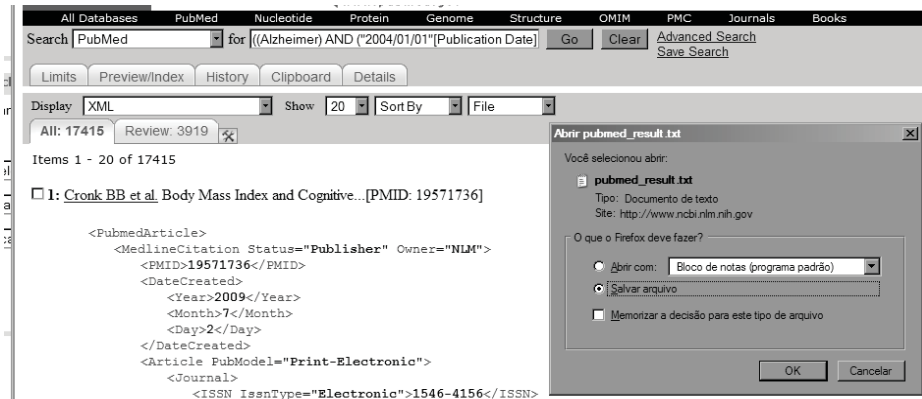 All Databases PubMed Nucleotide Protein Genome Structure OMIM PMC Journals Books
Search PubMed for ((Alzheimer) AND ("2004/01/01"[Publication Date] Go Clear Advanced Search
Save Search
Limits Preview/Index History Clipboard Details
Display XML Show 20 Sort By File
All: 17415 Review: 3919
Items 1 - 20 of 17415
1: Cronk BB et al. Body Mass Index and Cognitive...[PMID: 19571736]
<PubmedArticle>
<MedlineCitation Status="Publisher" Owner="NLM">
<PMID>19571736</PMID>
<DateCreated>
<Year>2009</Year>
<Month>7</Month>
<Day>2</Day>
</DateCreated>
<Article PubModel="Print-Electronic">
<Journal>
<ISSN IssnType="Electronic">1546-4156</ISSN>
Abrir pubmed_result.txt
Você selecionou abrir:
pubmed_result.txt
Tipo: Documento de texto
Site: http://www.ncbi.nlm.nih.gov
O que o Firefox deve fazer?
Abrir com: Bloco de notas (programa padrão)
Salvar arquivo
Memorizar a decisão para este tipo de arquivo
OK Cancelar